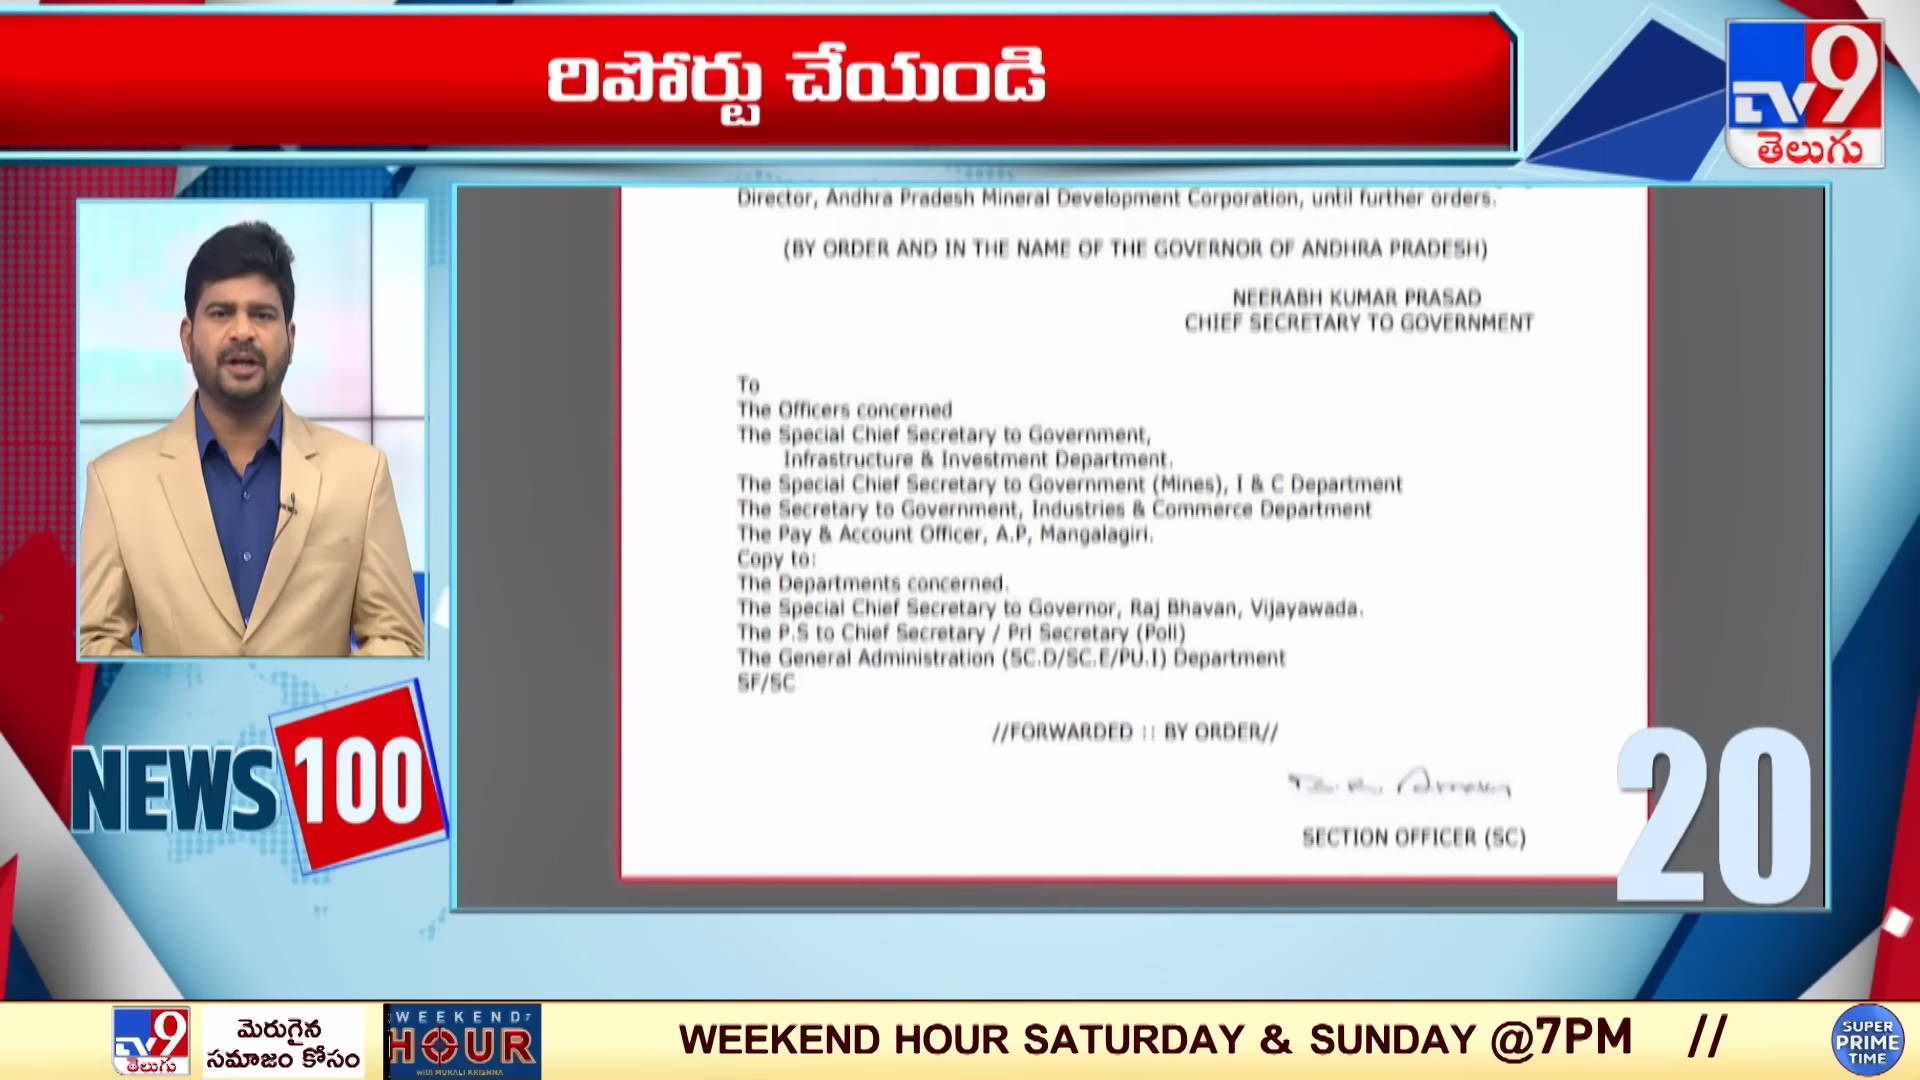 రిపోర్టు చేయండి
TV9
తెలుగు
Director, Andhra Pradesh Mineral Development Corporation, until further orders.
(BY ORDER AND IN THE NAME OF THE GOVERNOR OF ANDHRA PRADESH)
NEERABH KUMAR PRASAD
CHIEF SECRETARY TO GOVERNMENT
To
The Officers concerned
The Special Chief Secretary to Government,
Infrastructure & Investment Department.
The Special Chief Secretary to Government (Mines), I & C Department
The Secretary to Government, Industries & Commerce Department
The Pay & Account Officer, A.P, Mangalagiri.
Copy to:
The Departments concerned.
The Special Chief Secretary to Governor, Raj Bhavan, Vijayawada.
The P.S to Chief Secretary / Prl Secretary (Poll)
The General Administration (SC.D/SC.E/PU.I) Department
SF/SC
//FORWARDED :: BY ORDER//
SECTION OFFICER (SC)
NEWS 100
20
TV9
తెలుగు
మెరుగైన
సమాజం కోసం
WEEKEND
HOUR
with MURALI KRISHNA
WEEKEND HOUR SATURDAY & SUNDAY @7PM //
SUPER
PRIME
TIME